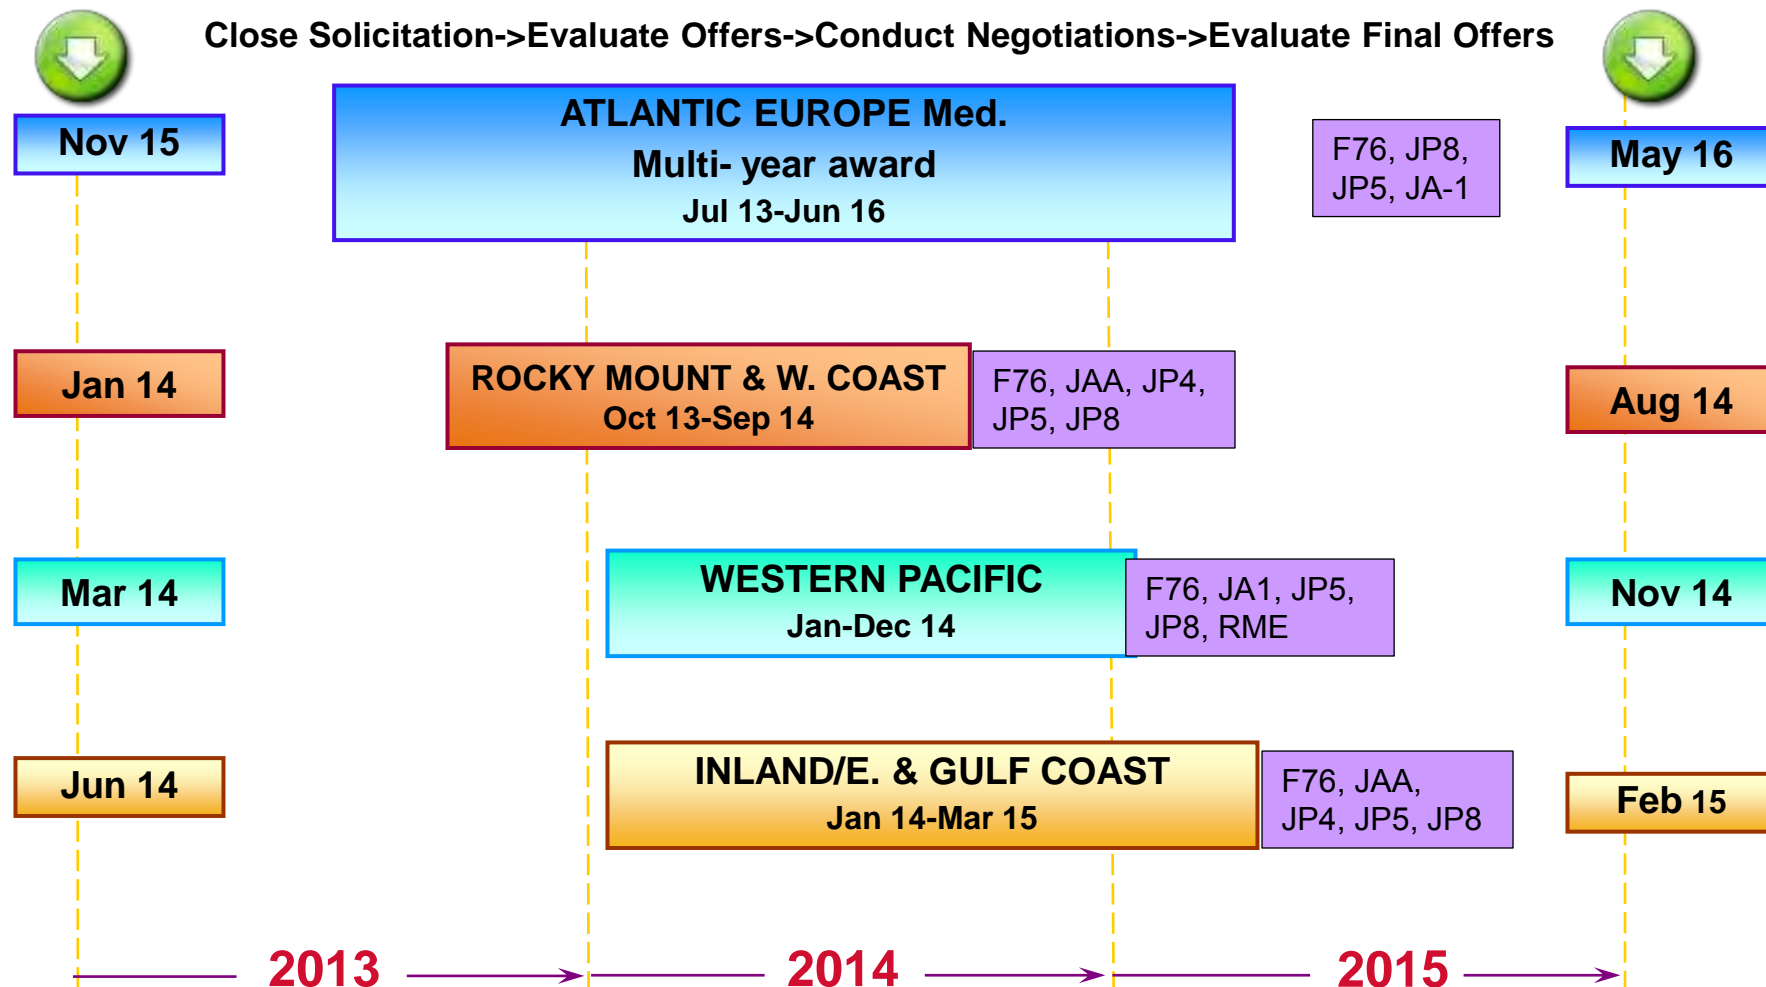 Close Solicitation->Evaluate Offers->Conduct Negotiations->Evaluate Final Offers
Nov 15
ATLANTIC EUROPE Med.
Multi- year award
Jul 13-Jun 16
F76, JP8,
JP5, JA-1
May 16
Jan 14
ROCKY MOUNT & W. COAST
Oct 13-Sep 14
F76, JAA, JP4,
JP5, JP8
Aug 14
Mar 14
WESTERN PACIFIC
Jan-Dec 14
F76, JA1, JP5,
JP8, RME
Nov 14
Jun 14
INLAND/E. & GULF COAST
Jan 14-Mar 15
F76, JAA,
JP4, JP5, JP8
Feb 15
2013
2014
2015